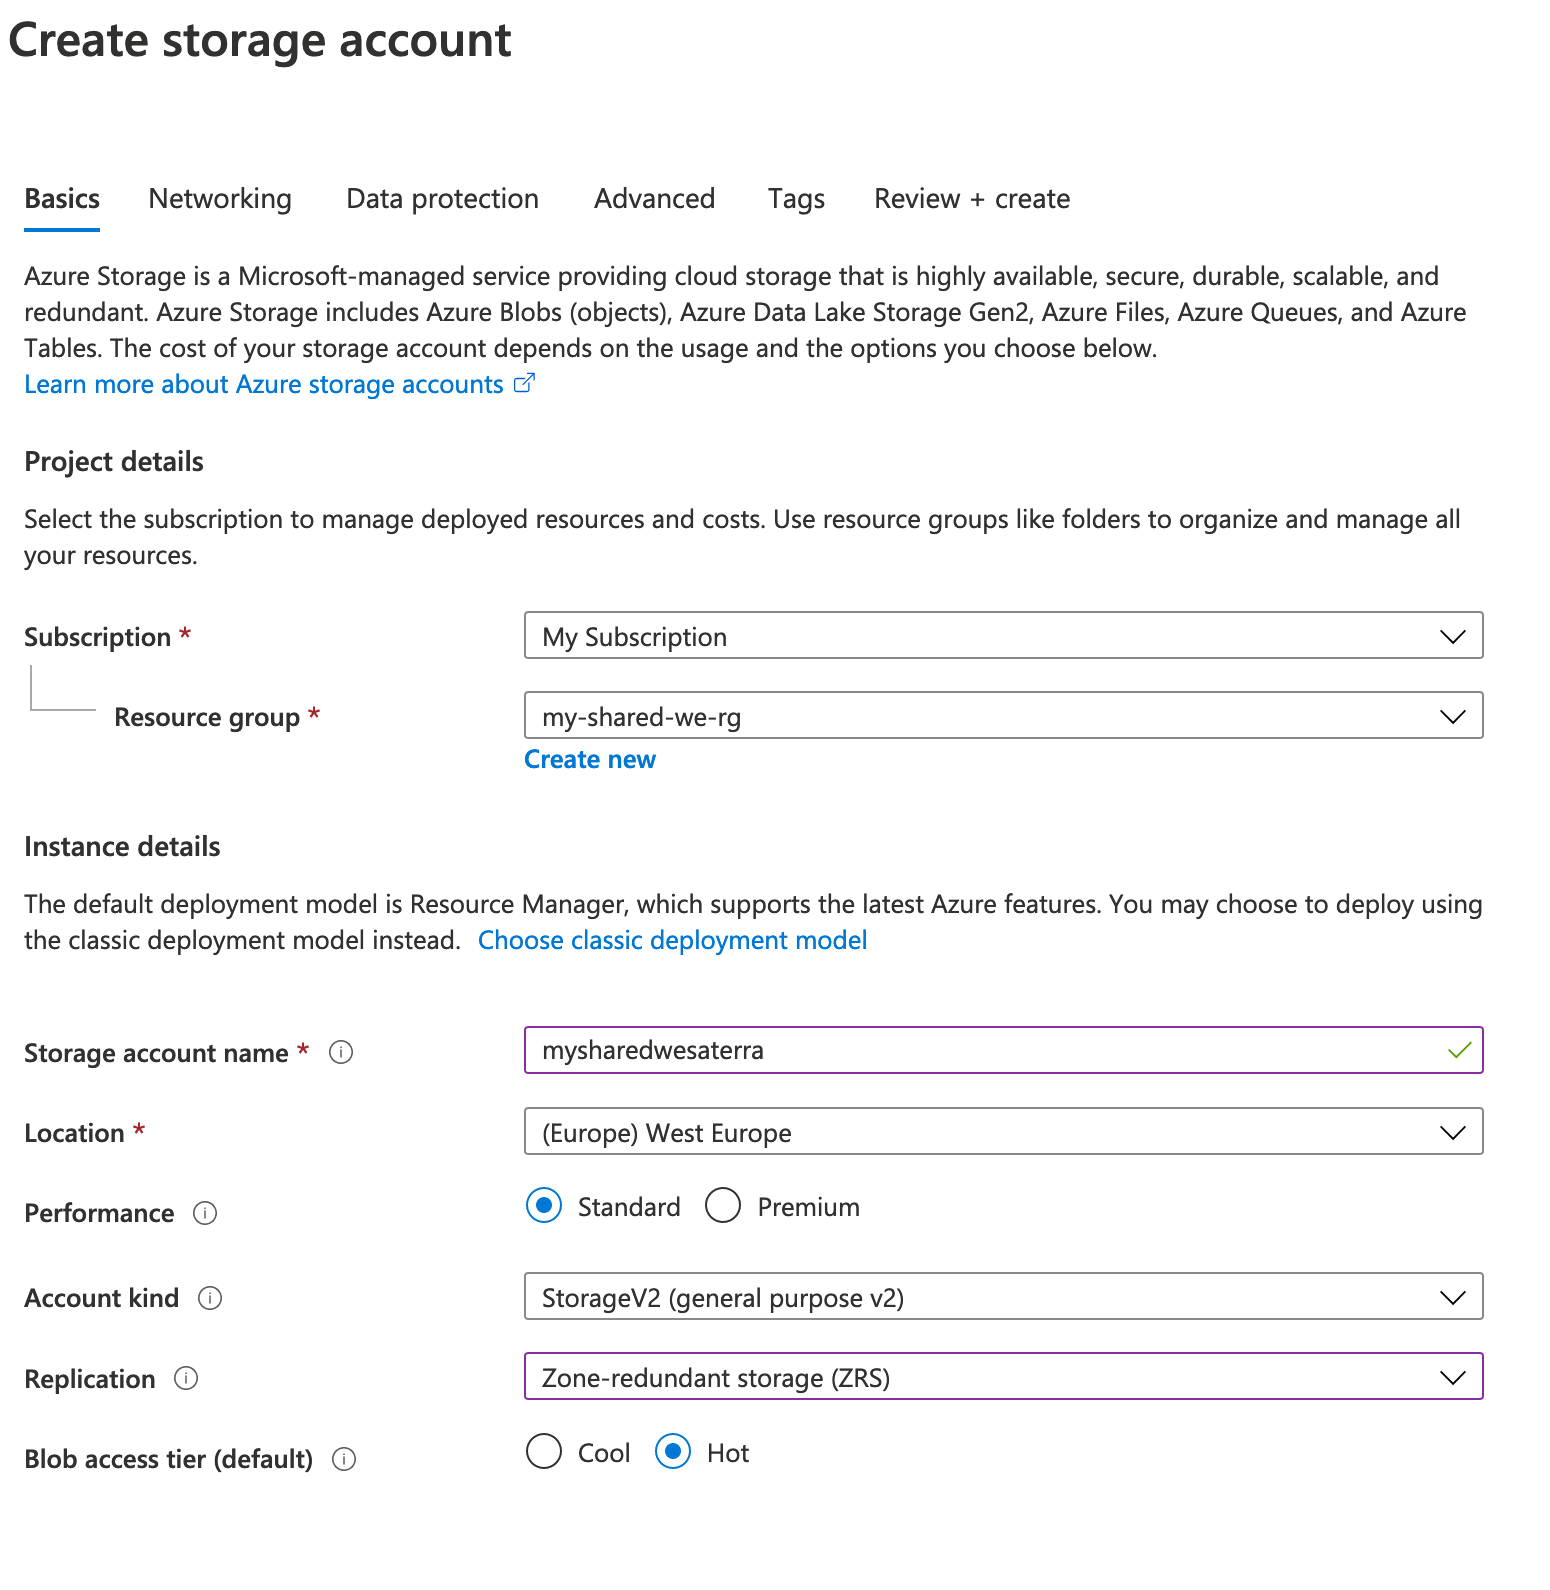 Create storage account
Basics Networking Data protection Advanced Tags Review + create
Azure Storage is a Microsoft-managed service providing cloud storage that is highly available, secure, durable, scalable, and
redundant. Azure Storage includes Azure Blobs (objects), Azure Data Lake Storage Gen2, Azure Files, Azure Queues, and Azure
Tables. The cost of your storage account depends on the usage and the options you choose below.
Learn more about Azure storage accounts
Project details
Select the subscription to manage deployed resources and costs. Use resource groups like folders to organize and manage all
your resources.
Subscription * My Subscription
Resource group * my-shared-we-rg
Create new
Instance details
The default deployment model is Resource Manager, which supports the latest Azure features. You may choose to deploy using
the classic deployment model instead. Choose classic deployment model
Storage account name * mysharedwesaterra
Location * (Europe) West Europe
Performance Standard Premium
Account kind StorageV2 (general purpose v2)
Replication Zone-redundant storage (ZRS)
Blob access tier (default) Cool Hot